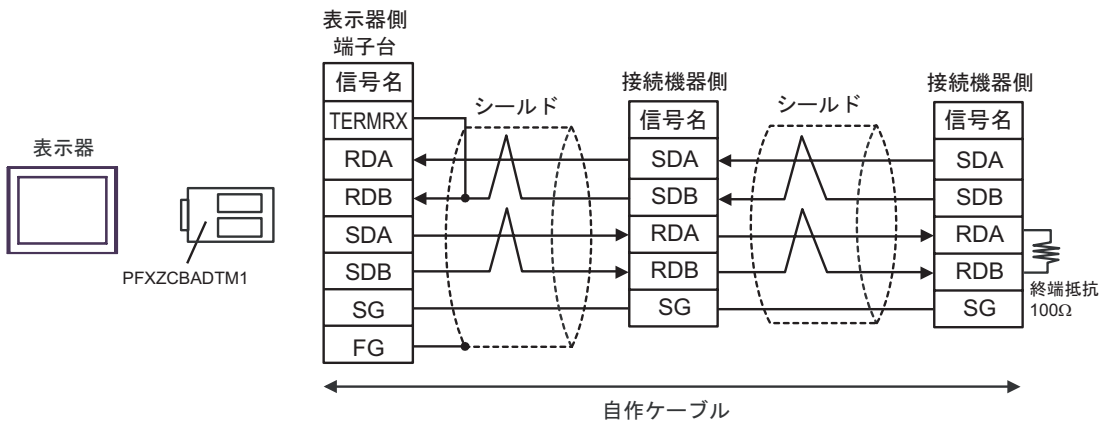 表示器
PFXZCBADTM1
表示器側
端子台
信号名
TERMRX
RDA
RDB
SDA
SDB
SG
FG
シールド
接続機器側
信号名
SDA
SDB
RDA
RDB
SG
シールド
接続機器側
信号名
SDA
SDB
RDA
RDB
SG
終端抵抗
100Ω
自作ケーブル